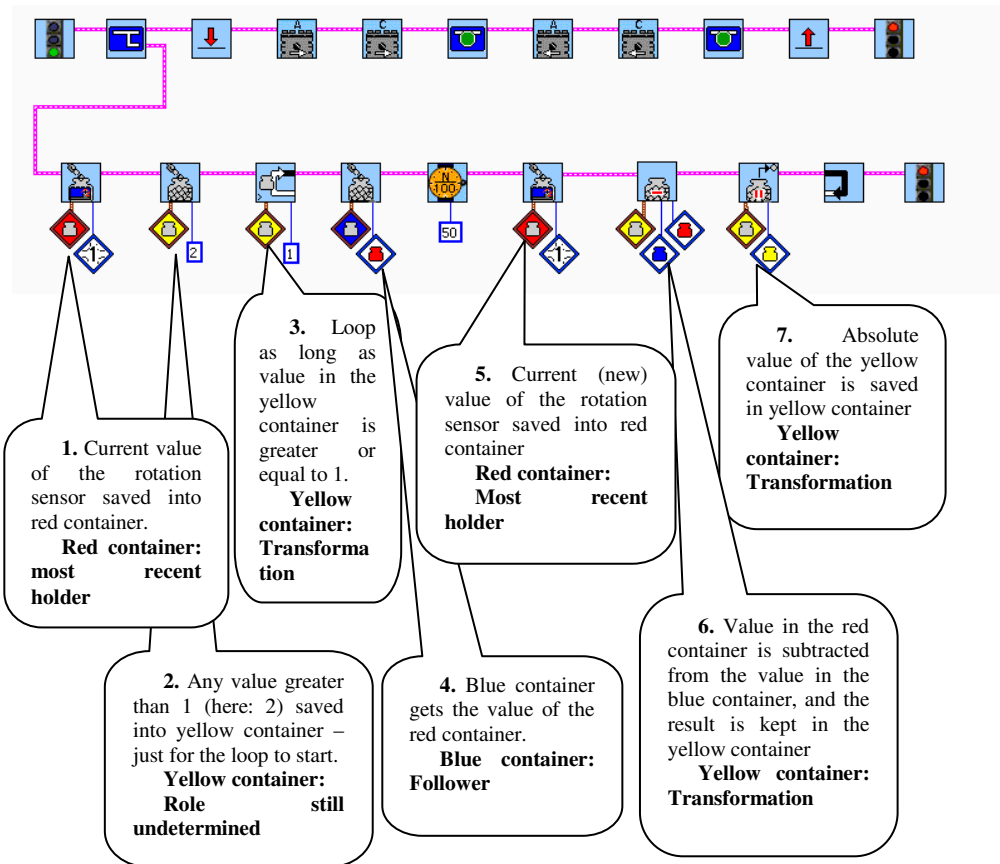 A
C
A
C
N
100
1
2
1
50
1
3. Loop
as long as
value in the
yellow
container is
greater or
equal to 1.
Yellow
container:
Transforma
tion
7. Absolute
value of the yellow
container is saved
in yellow container
Yellow
container:
Transformation
5. Current (new)
value of the rotation
sensor saved into red
container
Red container:
Most recent
holder
1. Current value
of the rotation
sensor saved into
red container.
Red container:
most recent
holder
6. Value in the red
container is subtracted
from the value in the
blue container, and the
result is kept in the
yellow container
Yellow container:
Transformation
2. Any value greater
than 1 (here: 2) saved
into yellow container –
just for the loop to start.
Yellow container:
Role still
undetermined
4. Blue container
gets the value of the
red container.
Blue container:
Follower